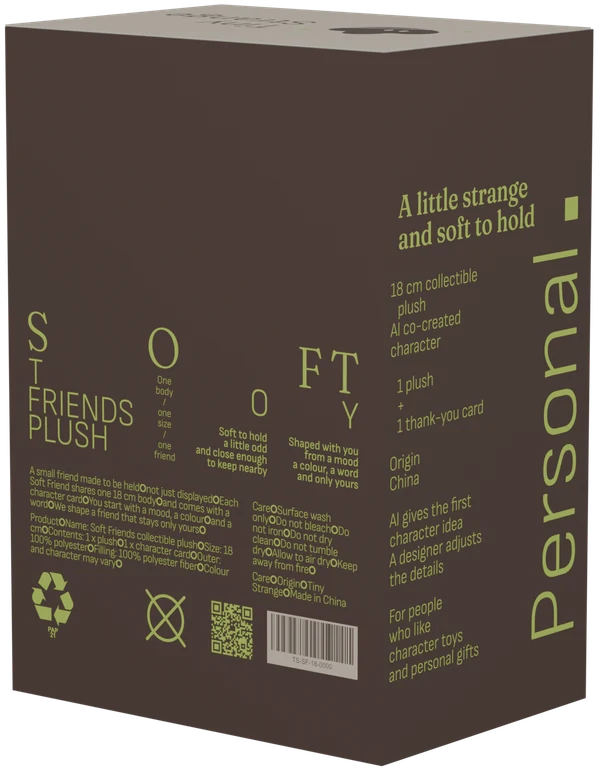 Tiny
Strange
S O FT
T O Y
FRIENDS
PLUSH
One
body
/
one
size
/
one
friend
Soft to hold
a little odd
and close enough
to keep nearby
Shaped with you
from a mood
a colour, a word
and only yours
A small friend made to be heldOnot just displayedOEach
Soft Friend shares one 18 cm bodyOand comes with a
character cardOYou start with a mood, a colourOand a
wordOWe shape a friend that stays only yoursO
ProductOName: Soft Friends collectible plushOSize: 18
cmOContents: 1 x plushO1 x character cardOOuter:
100% polyesterOFilling: 100% polyester fiberOColour
and character may varyO
CareOSurface wash
onlyODo not bleachODo
not ironODo not dry
cleanODo not tumble
dryOAllow to air dryOKeep
away from fireO
CareOOriginOTiny
StrangeOMade in China
PAP
21
TS-SF-18-0000
A little strange
and soft to hold
18 cm collectible
plush
AI co-created
character
1 plush
+
1 thank-you card
Origin
China
AI gives the first
character idea
A designer adjusts
the details
For people
who like
character toys
and personal gifts
Personal.